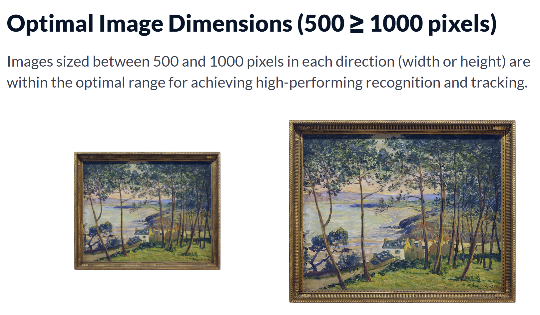 Optimal Image Dimensions (500 ≥ 1000 pixels)
Images sized between 500 and 1000 pixels in each direction (width or height) are
within the optimal range for achieving high-performing recognition and tracking.